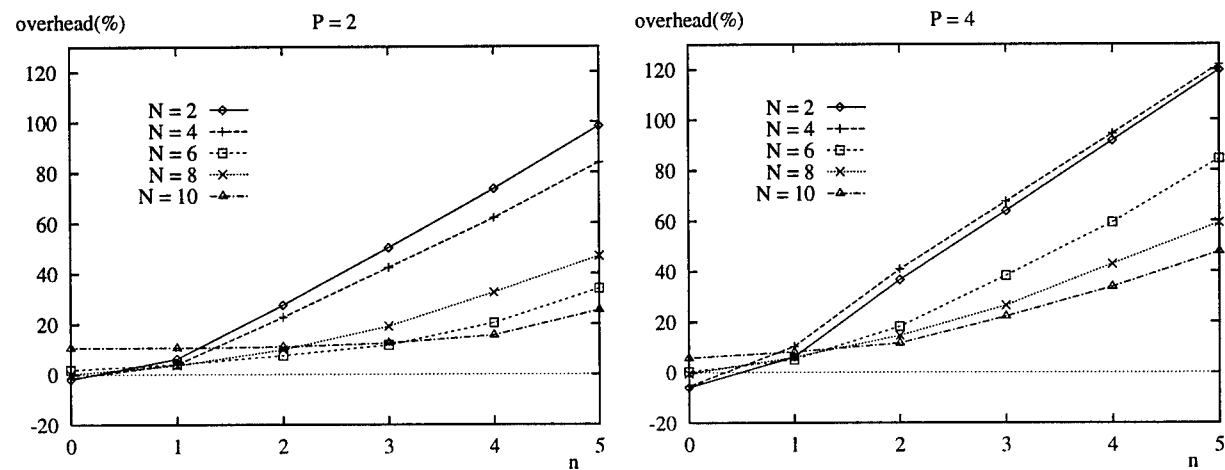 overhead(%)
P = 2
120
100
80
60
40
20
0
-20
N = 2
N = 4
N = 6
N = 8
N = 10
0 1 2 3 4 5
n
overhead(%)
P = 4
120
100
80
60
40
20
0
-20
N = 2
N = 4
N = 6
N = 8
N = 10
0 1 2 3 4 5
n